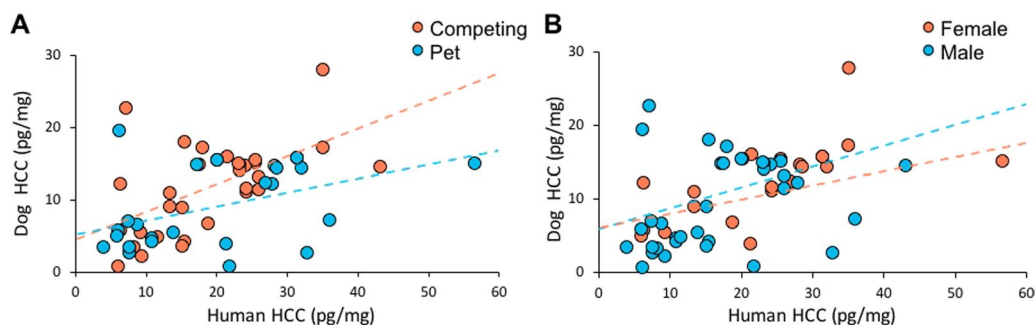 A
Competing
Pet
30
20
10
0
Dog HCC (pg/mg)
0 10 20 30 40 50 60
Human HCC (pg/mg)
B
Female
Male
30
20
10
0
Dog HCC (pg/mg)
0 10 20 30 40 50 60
Human HCC (pg/mg)